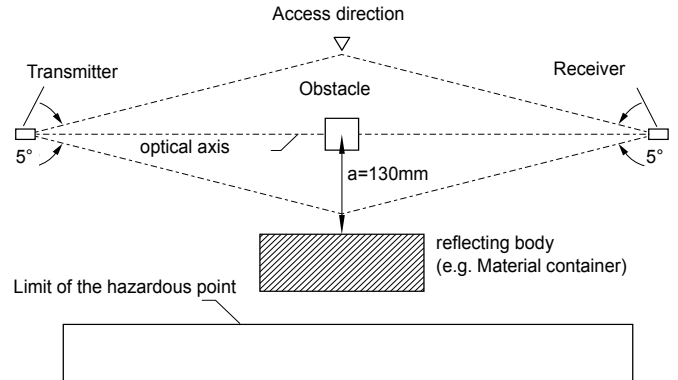 Access direction
Transmitter
Receiver
Obstacle
optical axis
5°
5°
a=130mm
reflecting body
(e.g. Material container)
Limit of the hazardous point